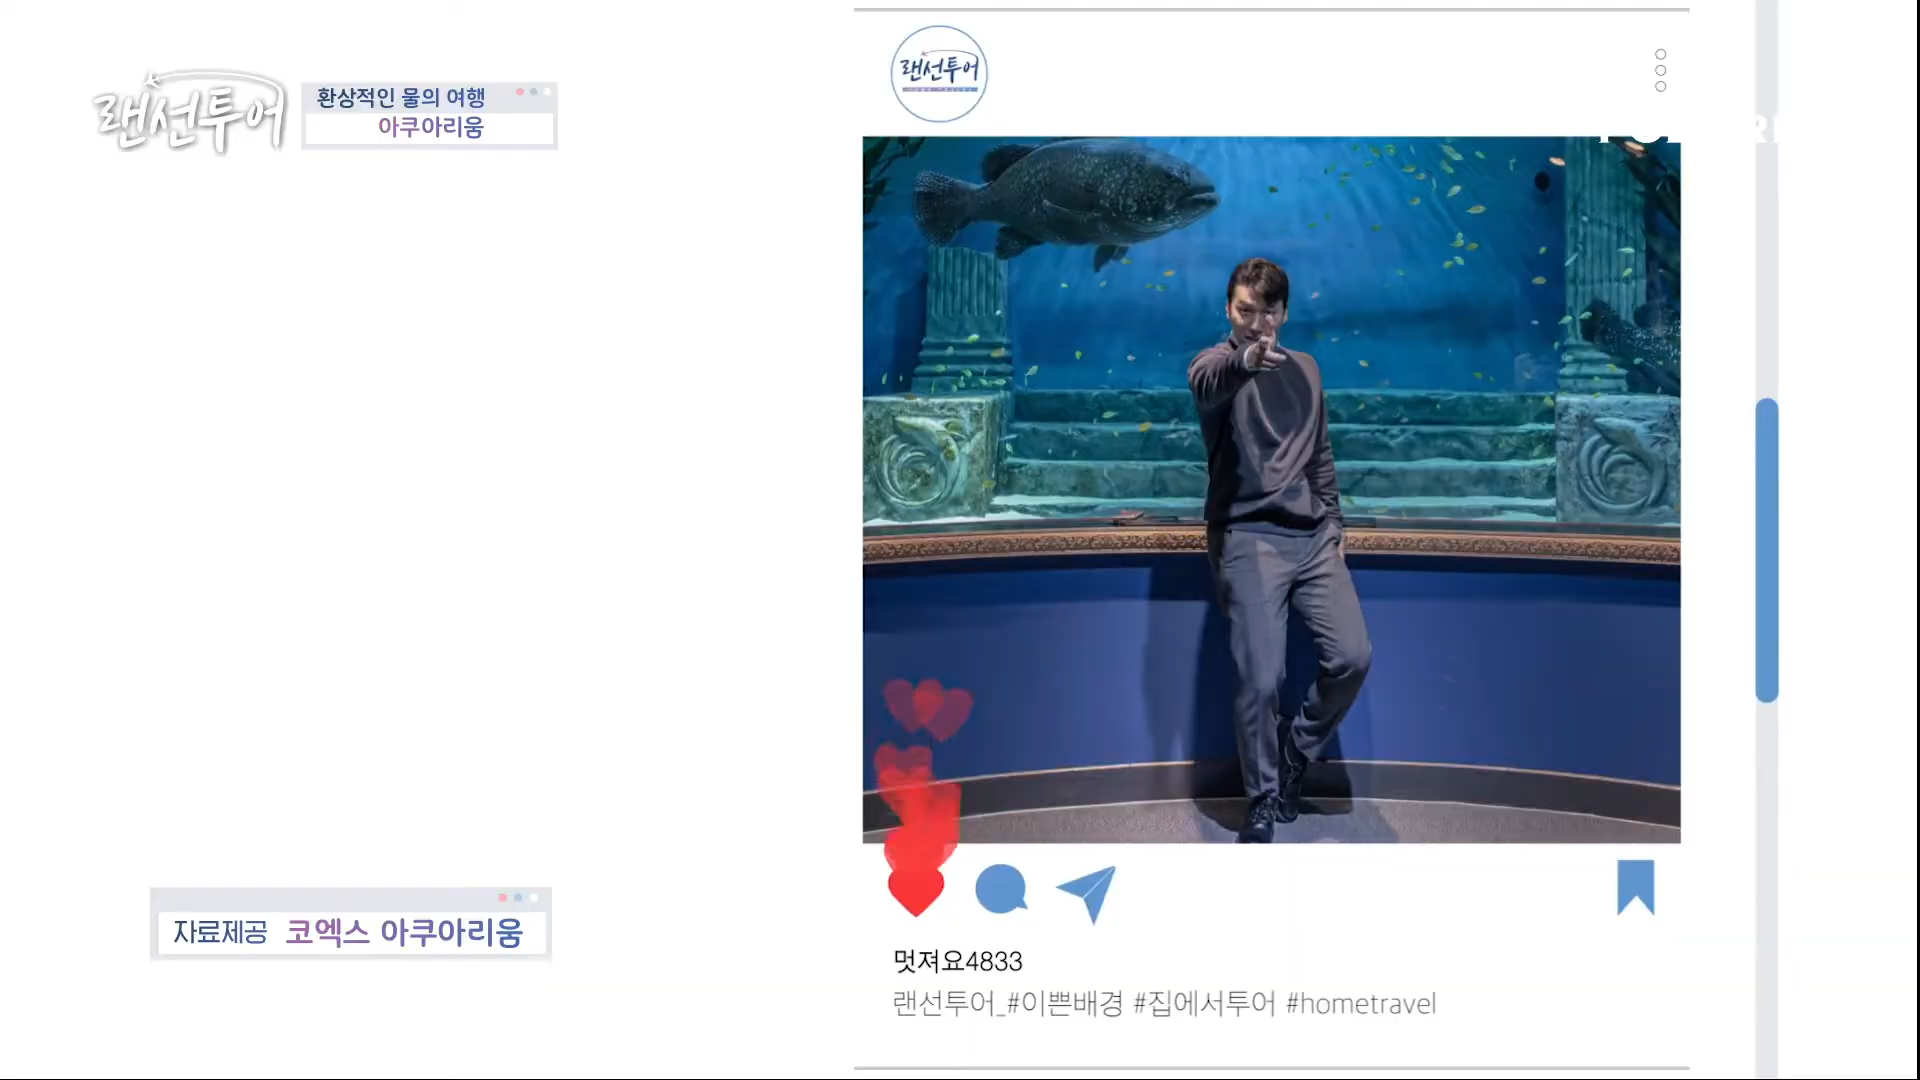 랜선투어
환상적인 물의 여행
아쿠아리움
랜선투어
자료제공 코엑스 아쿠아리움
멋져요4833
랜선투어_#이쁜배경 #집에서투어 #hometravel